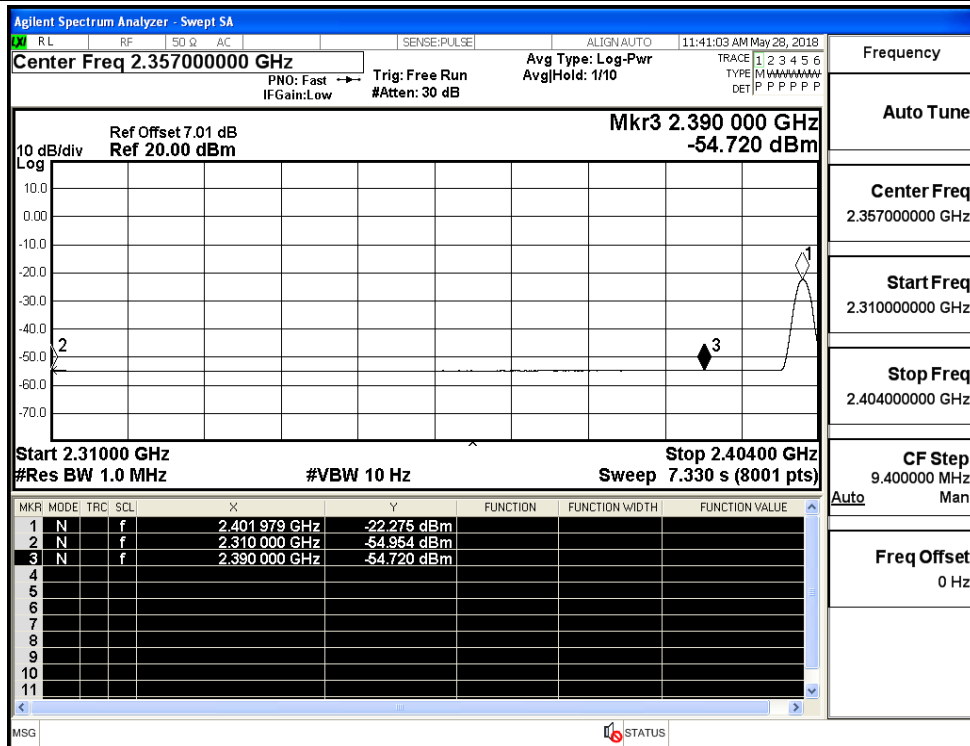 Agilent Spectrum Analyzer - Swept SA
LXI RL RF 50 Ω AC SENSE:PULSE ALIGN AUTO 11:41:03 AM May 28, 2018
Center Freq 2.357000000 GHz
PNO: Fast
IFGain:Low
Trig: Free Run
#Atten: 30 dB
Avg Type: Log-Pwr
Avg|Hold: 1/10
TRACE 1 2 3 4 5 6
TYPE M WWWWW
DET P P P P P P
Ref Offset 7.01 dB
10 dB/div Ref 20.00 dBm
Log
Mkr3 2.390 000 GHz
-54.720 dBm
10.0
0.00
-10.0
-20.0
-30.0
-40.0
-50.0
-60.0
-70.0
1
2
3
Start 2.31000 GHz Stop 2.40400 GHz
#Res BW 1.0 MHz #VBW 10 Hz Sweep 7.330 s (8001 pts)
MKR MODE TRC SCL X Y FUNCTION FUNCTION WIDTH FUNCTION VALUE
1 N f 2.401 979 GHz -22.275 dBm
2 N f 2.310 000 GHz -54.954 dBm
3 N f 2.390 000 GHz -54.720 dBm
4
5
6
7
8
9
10
11
MSG STATUS
Frequency
Auto Tune
Center Freq
2.357000000 GHz
Start Freq
2.310000000 GHz
Stop Freq
2.404000000 GHz
CF Step
9.400000 MHz
Auto Man
Freq Offset
0 Hz